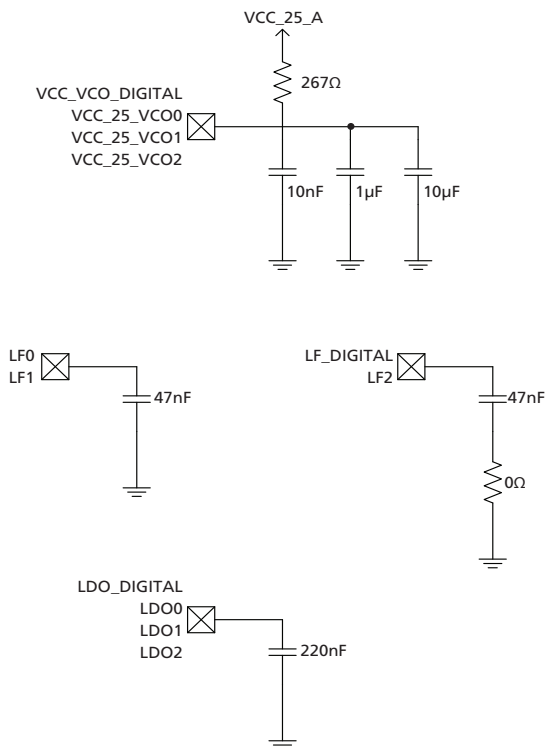 VCC_25_A
267Ω
VCC_VCO_DIGITAL
VCC_25_VCO0
VCC_25_VCO1
VCC_25_VCO2
10nF
1µF
10µF
LF0
LF1
47nF
LF_DIGITAL
LF2
47nF
0Ω
LDO_DIGITAL
LDO0
LDO1
LDO2
220nF